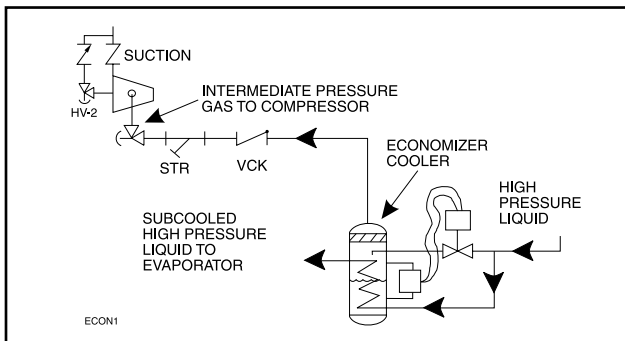 SUCTION
HV-2
INTERMEDIATE PRESSURE
GAS TO COMPRESSOR
STR
VCK
ECONOMIZER
COOLER
HIGH
PRESSURE
LIQUID
SUBCOOLED
HIGH PRESSURE
LIQUID TO
EVAPORATOR
ECON1